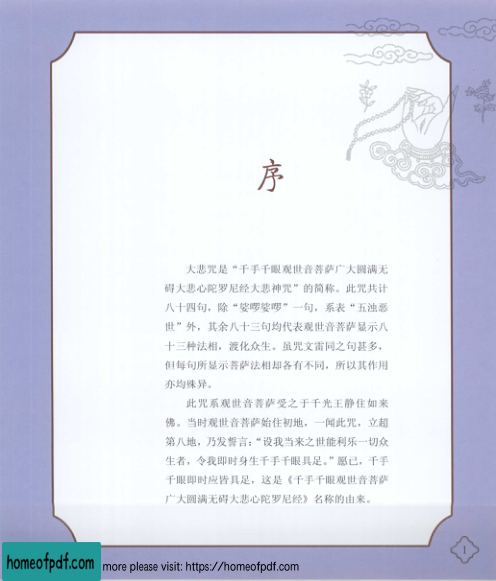 序
大悲咒是“千手千眼观世音菩萨广大圆满无
碍大悲心陀罗尼经大悲神咒”的简称。此咒共计
八十四句，除“娑啰娑啰”一句，系表“五浊恶
世”外，其余八十三句均代表观世音菩萨显示八
十三种法相，渡化众生。虽咒文雷同之句甚多，
但每句所显示菩萨法相却各有不同，所以其作用
亦均殊异。
此咒系观世音菩萨受之于千光王静住如来
佛。当时观世音菩萨始住初地，一闻此咒，立超
第八地，乃发誓言：“设我当来之世能利乐一切众
生者，令我即时身生千手千眼具足。”愿已，千手
千眼即时应皆具足，这是《千手千眼观世音菩萨
广大圆满无碍大悲心陀罗尼经》名称的由来。
1
homeofpdf.com more please visit: https://homeofpdf.com